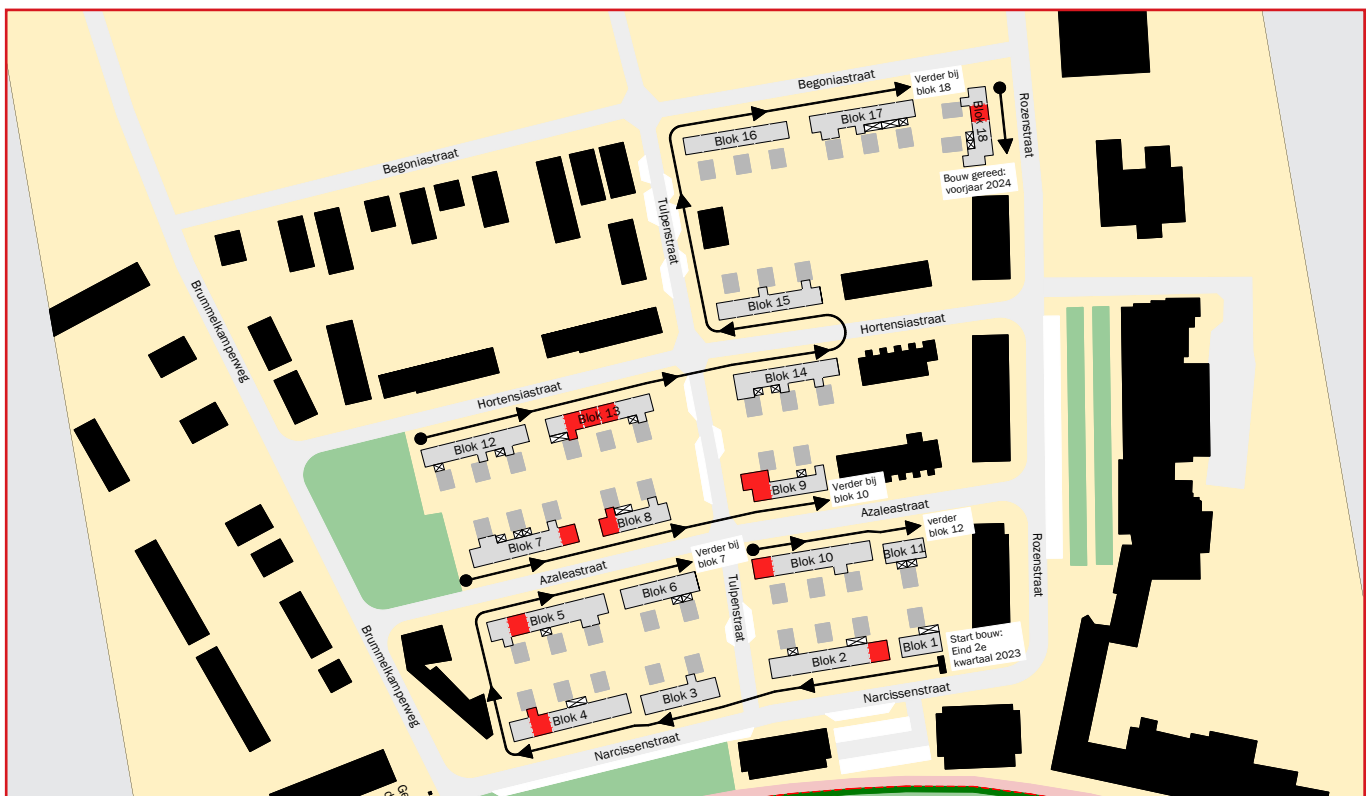 Begoniastraat
Verder bij
blok 18
Rozenstraat
Blok 16
Blok 17
Blok 18
Begoniastraat
Bouw gereed:
voorjaar 2024
Tulpenstraat
Brummelkamperweg
Blok 15
Hortensiastraat
Hortensiastraat
Blok 14
Blok 13
Blok 12
Blok 9
Verder bij
blok 10
Azaleastraat
Blok 8
Blok 7
Verder bij
blok 7
verder
blok 12
Azaleastraat
Blok 10
Blok 11
Rozenstraat
Blok 6
Tulpenstraat
Blok 5
Brummelkamperweg
Blok 2
Blok 1
Start bouw:
Eind 2e
kwartaal 2023
Blok 3
Blok 4
Narcissenstraat
Narcissenstraat